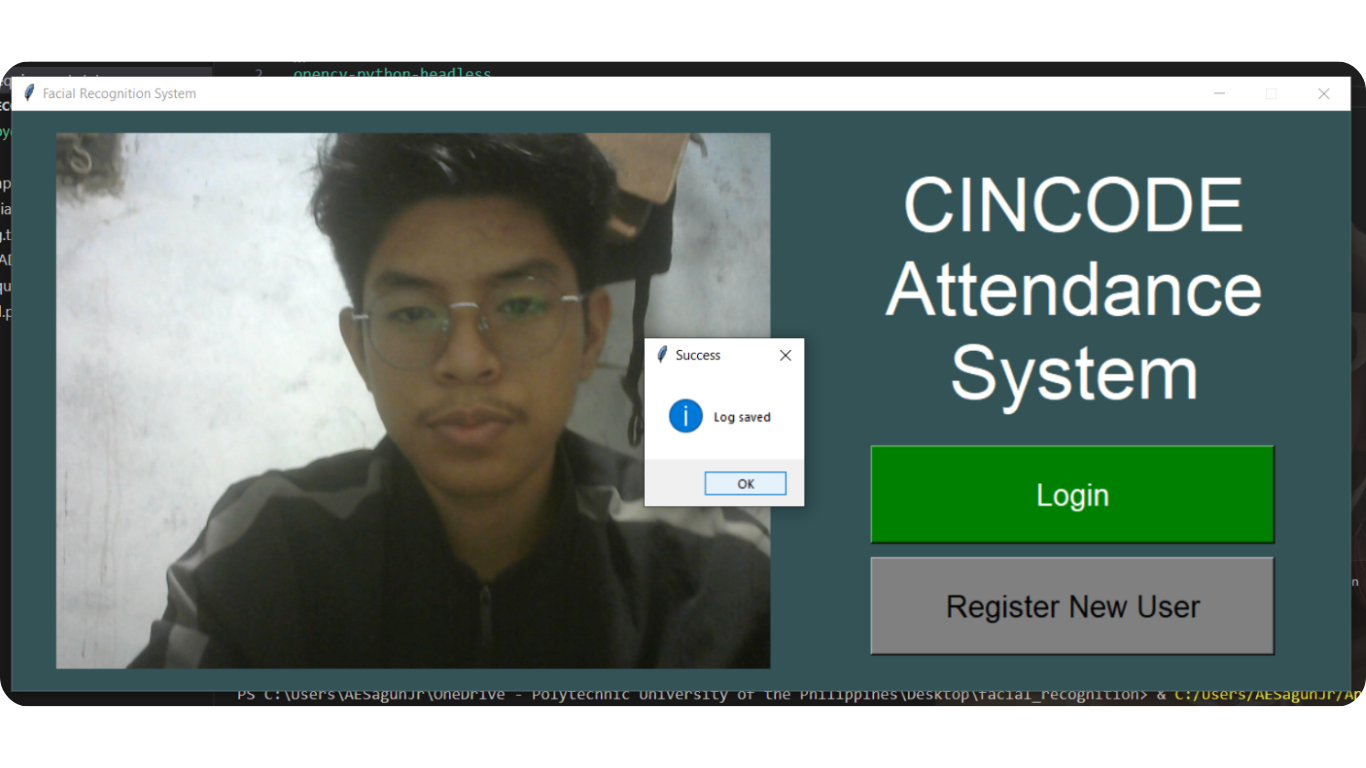 2 opencv-python-headless
Facial Recognition System
CINCODE
Attendance
System
Success
i
Log saved
OK
Login
Register New User
PS C:\Users\AESagunJr\OneDrive - Polytechnic University of the Philippines\Desktop\facial_recognition> & C:/Users/AESagunJr/Ap